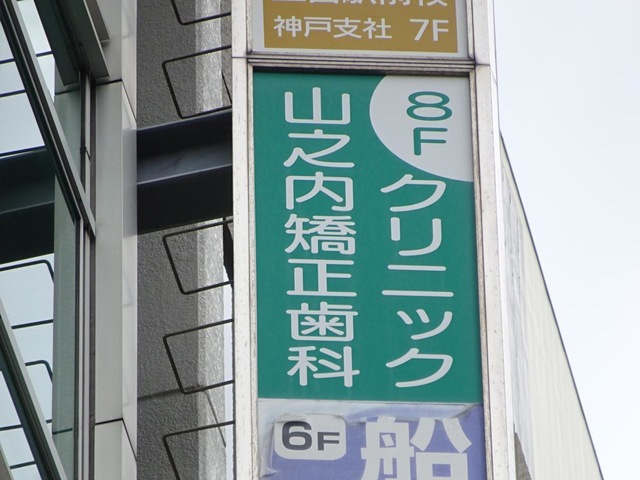 神戸支社 7F
8F
山之内矯正歯科
クリニック
6F
船